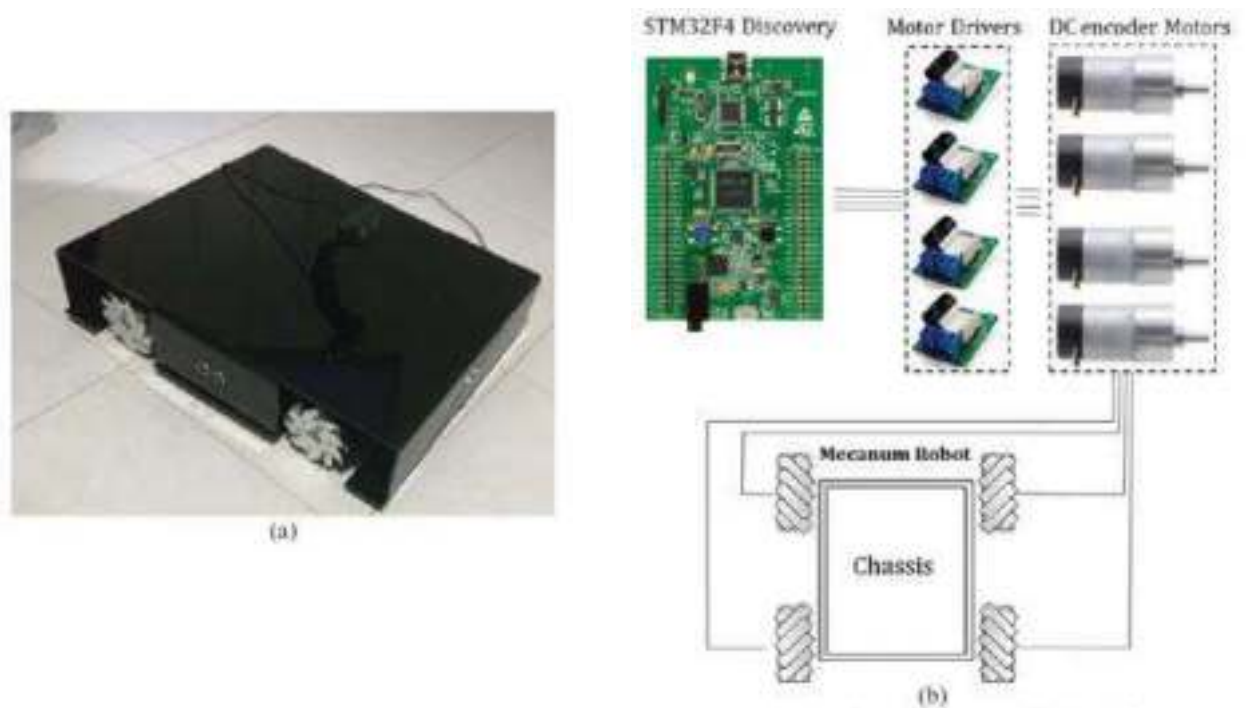 STM32F4 Discovery
Motor Drivers
DC encoder Motors
(a)
Mecanum Robot
Chassis
(b)